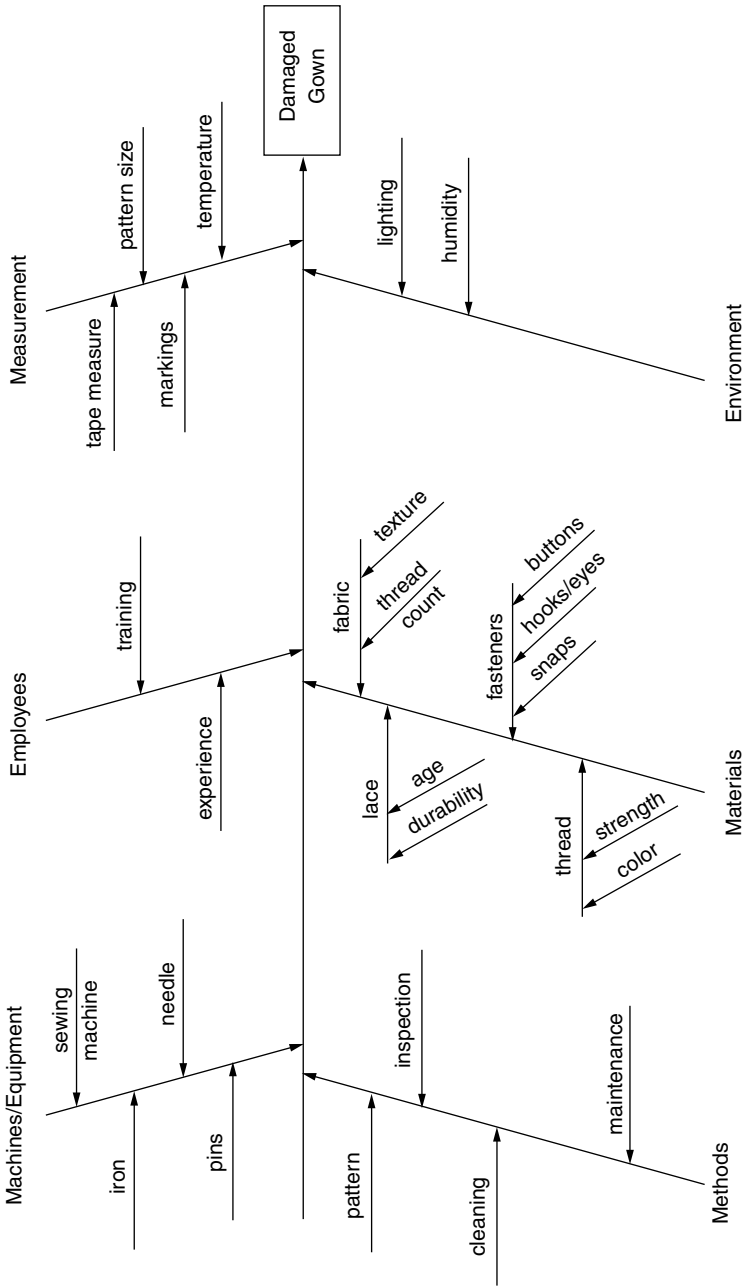 Machines/Equipment
sewing
machine
iron
needle
pins
Employees
training
experience
Measurement
tape measure
pattern size
markings
temperature
Damaged
Gown
Methods
pattern
inspection
cleaning
maintenance
Materials
fabric
texture
thread
count
lace
age
durability
fasteners
buttons
hooks/eyes
snaps
thread
strength
color
Environment
lighting
humidity